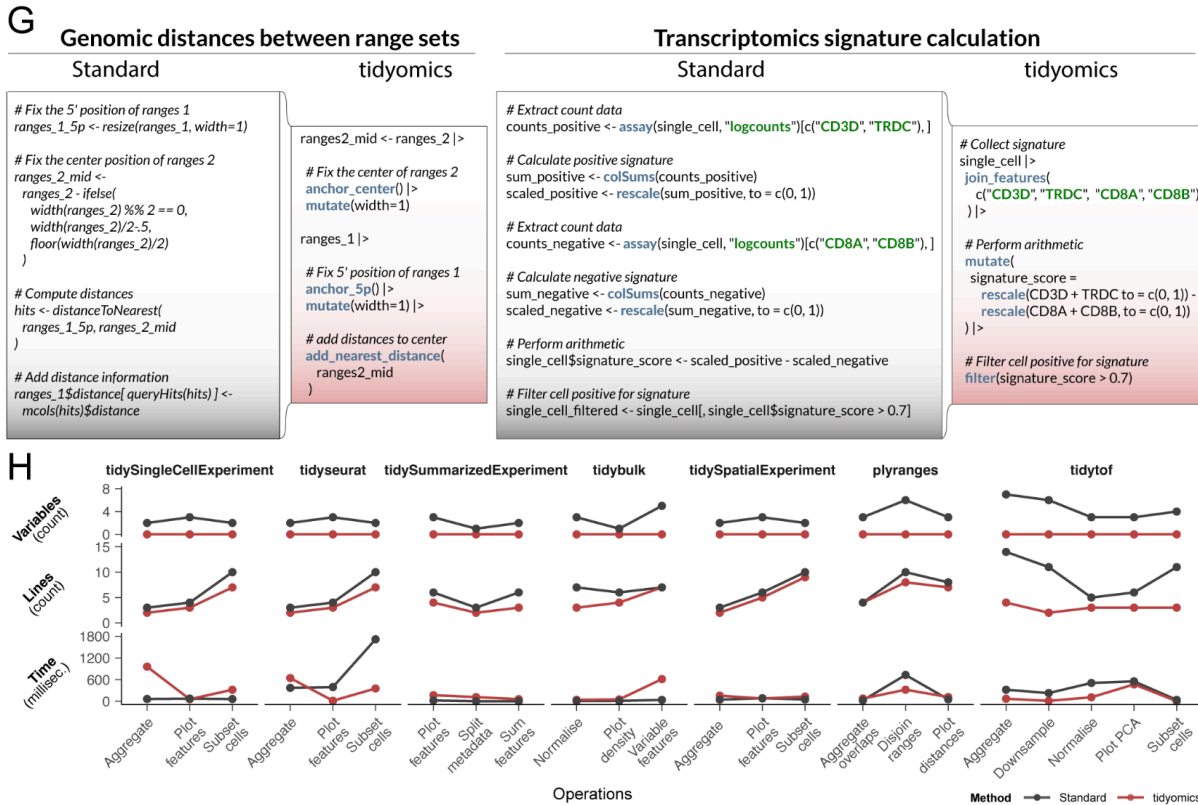 G
Genomic distances between range sets
Standard
tidyomics
# Fix the 5' position of ranges 1
ranges_1_5p <- resize(ranges_1, width=1)
# Fix the center position of ranges 2
ranges_2_mid <-
ranges_2 - ifelse(
width(ranges_2) %% 2 == 0,
width(ranges_2)/2-.5,
floor(width(ranges_2)/2)
)
# Compute distances
hits <- distanceToNearest(
ranges_1_5p, ranges_2_mid
)
# Add distance information
ranges_1$distance[ queryHits(hits) ] <-
mcols(hits)$distance
ranges2_mid <- ranges_2 |>
# Fix the center of ranges 2
anchor_center() |>
mutate(width=1)
ranges_1 |>
# Fix 5' position of ranges 1
anchor_5p() |>
mutate(width=1) |>
# add distances to center
add_nearest_distance(
ranges2_mid
)
Transcriptomics signature calculation
Standard
tidyomics
# Extract count data
counts_positive <- assay(single_cell, "logcounts")[c("CD3D", "TRDC"), ]
# Calculate positive signature
sum_positive <- colSums(counts_positive)
scaled_positive <- rescale(sum_positive, to = c(0, 1))
# Extract count data
counts_negative <- assay(single_cell, "logcounts")[c("CD8A", "CD8B"), ]
# Calculate negative signature
sum_negative <- colSums(counts_negative)
scaled_negative <- rescale(sum_negative, to = c(0, 1))
# Perform arithmetic
single_cell$signature_score <- scaled_positive - scaled_negative
# Filter cell positive for signature
single_cell_filtered <- single_cell[, single_cell$signature_score > 0.7]
# Collect signature
single_cell |>
join_features(
c("CD3D", "TRDC", "CD8A", "CD8B")
) |>
# Perform arithmetic
mutate(
signature_score =
rescale(CD3D + TRDC to = c(0, 1)) -
rescale(CD8A + CD8B, to = c(0, 1))
) |>
# Filter cell positive for signature
filter(signature_score > 0.7)
H
tidySingleCellExperiment tidyseurat tidySummarizedExperiment tidybulk tidySpatialExperiment plyranges tidytof
Variables
(count)
8
4
0
Lines
(count)
15
10
5
0
Time
(millisec.)
1800
1200
600
0
Aggregate
Plot features
Subset cells
Aggregate
Plot features
Subset cells
Plot features
Split metadata
Sum features
Normalise
Plot density
Variable features
Aggregate
Plot features
Subset cells
Aggregate overlaps
Disjoin ranges
Plot distances
Aggregate
Downsample
Normalise
Plot PCA
Subset cells
Operations
Method Standard tidyomics